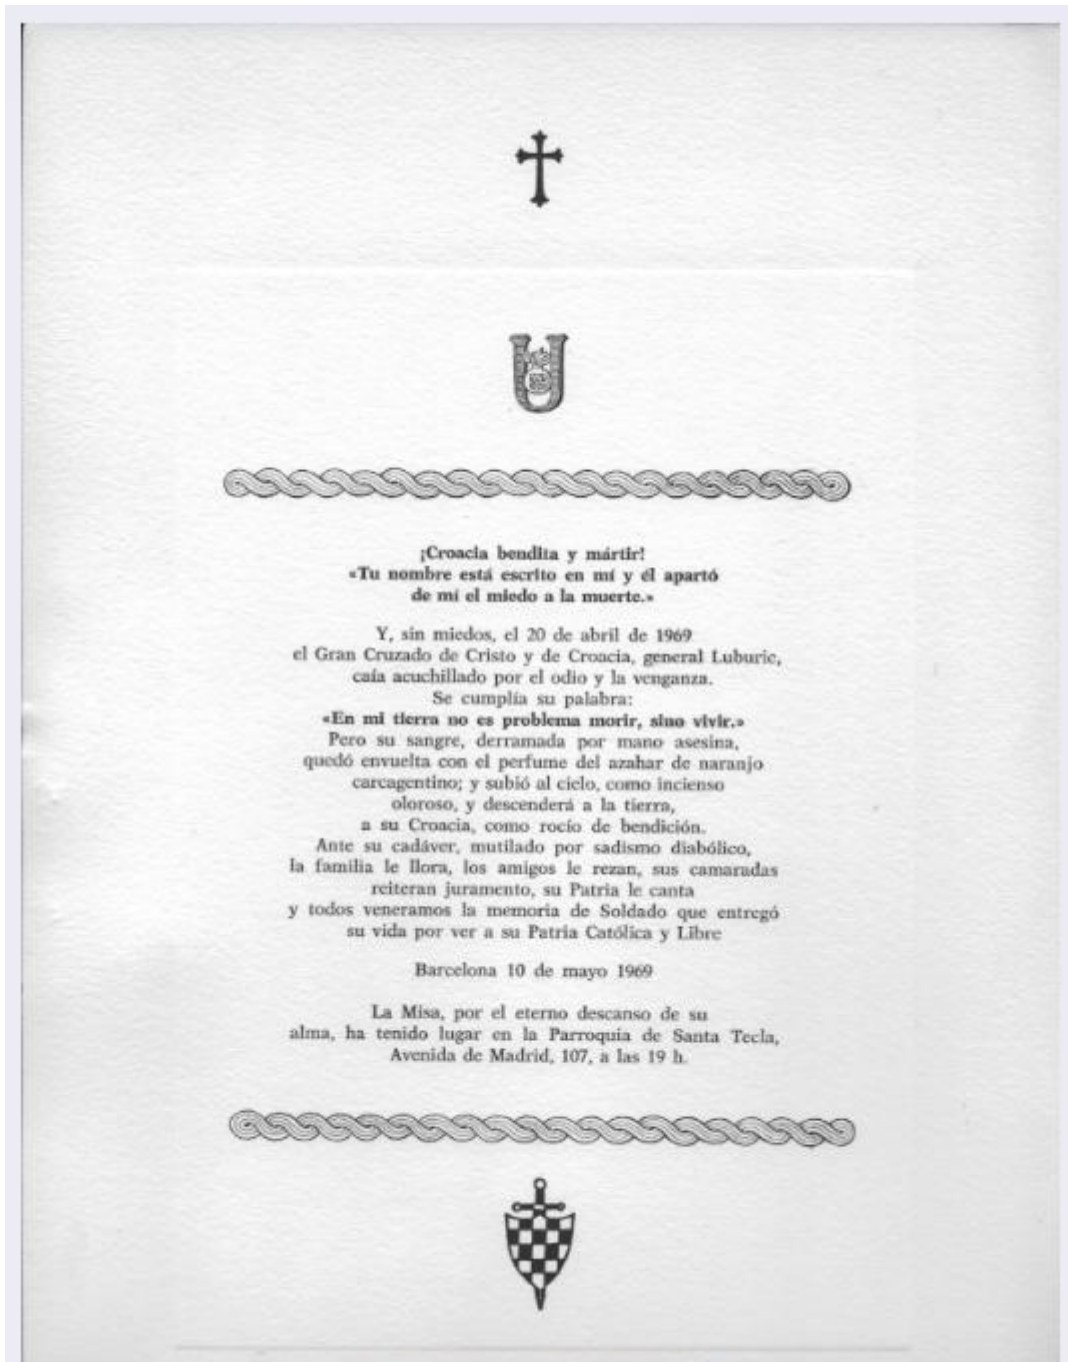 U
¡Croacia bendita y mártir!
«Tu nombre está escrito en mí y él apartó
de mí el miedo a la muerte.»
Y, sin miedos, el 20 de abril de 1969
el Gran Cruzado de Cristo y de Croacia, general Luburic,
caía acuchillado por el odio y la venganza.
Se cumplía su palabra:
«En mi tierra no es problema morir, sino vivir.»
Pero su sangre, derramada por mano asesina,
quedó envuelta con el perfume del azahar de naranjo
carcagentino; y subió al cielo, como incienso
oloroso, y descenderá a la tierra,
a su Croacia, como rocío de bendición.
Ante su cadáver, mutilado por sadismo diabólico,
la familia le llora, los amigos le rezan, sus camaradas
reiteran juramento, su Patria le canta
y todos veneramos la memoria de Soldado que entregó
su vida por ver a su Patria Católica y Libre
Barcelona 10 de mayo 1969
La Misa, por el eterno descanso de su
alma, ha tenido lugar en la Parroquia de Santa Tecla,
Avenida de Madrid, 107, a las 19 h.